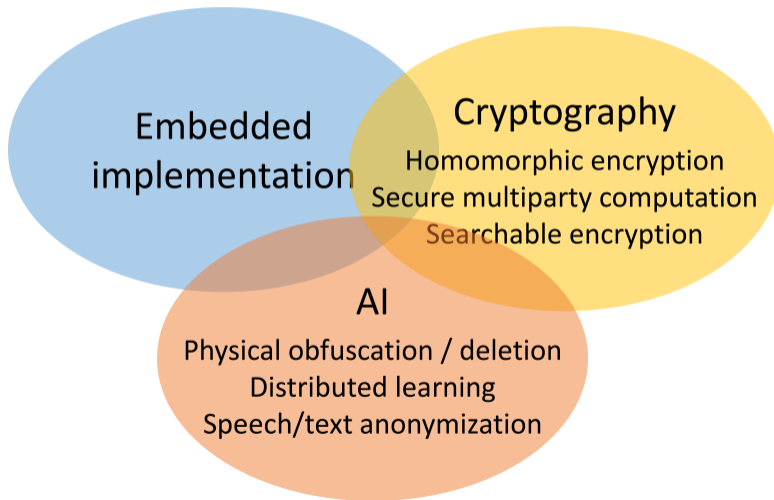 Embedded
implementation
Cryptography
Homomorphic encryption
Secure multiparty computation
Searchable encryption
AI
Physical obfuscation / deletion
Distributed learning
Speech/text anonymization